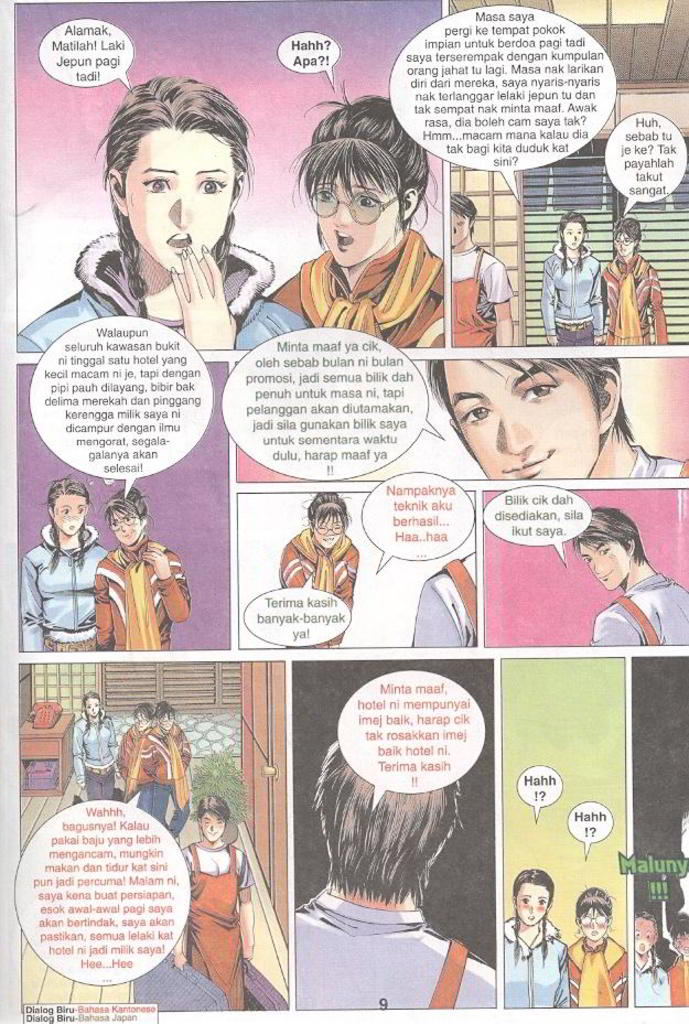 Alamak,
Matilah! Laki
Jepun pagi
tadi!
Hahh?
Apa?!
Masa saya
pergi ke tempat pokok
impian untuk berdoa pagi tadi
saya terserempak dengan kumpulan
orang jahat tu lagi. Masa nak larikan
diri dari mereka, saya nyaris-nyaris
nak terlanggar lelaki jepun tu dan
tak sempat nak minta maaf. Awak
rasa, dia boleh cam saya tak?
Hmm...macam mana kalau dia
tak bagi kita duduk kat
sini?
Huh,
sebab tu
je ke? Tak
payahlah
takut
sangat.
Walaupun
seluruh kawasan bukit
ni tinggal satu hotel yang
kecil macam ni je, tapi dengan
pipi pauh dilayang, bibir bak
delima merekah dan pinggang
kerengga milik saya ni
dicampur dengan ilmu
mengorat, segala-
galanya akan
selesai!
Minta maaf ya cik,
oleh sebab bulan ni bulan
promosi, jadi semua bilik dah
penuh untuk masa ni, tapi
pelanggan akan diutamakan,
jadi sila gunakan bilik saya
untuk sementara waktu
dulu, harap maaf ya
!!
Terima kasih
banyak-banyak
ya!
Nampaknya
teknik aku
berhasil...
Haa..haa
...
Bilik cik dah
disediakan, sila
ikut saya.
Wahhh,
bagusnya! Kalau
pakai baju yang lebih
mengancam, mungkin
makan dan tidur kat sini
pun jadi percuma! Malam ni,
saya kena buat persiapan,
esok awal-awal pagi saya
akan bertindak, saya akan
pastikan, semua lelaki kat
hotel ni jadi milik saya!
Hee...Hee
...
Minta maaf,
hotel ni mempunyai
imej baik, harap cik
tak rosakkan imej
baik hotel ni.
Terima kasih
!!
Hahh
!?
Hahh
!?
Maluny
!!!
Dialog Biru-Bahasa Kantonese
Dialog Biru-Bahasa Japan
9